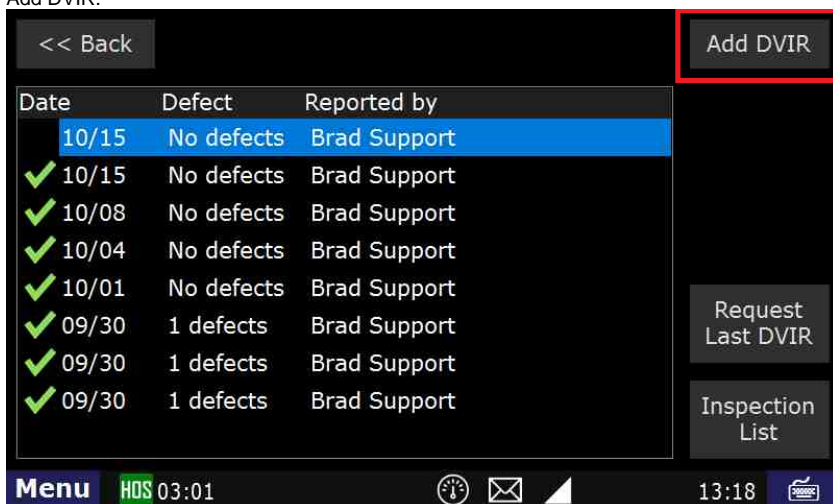 Add DVIR.
<< Back
Add DVIR
Date Defect Reported by
10/15 No defects Brad Support
10/15 No defects Brad Support
10/08 No defects Brad Support
10/04 No defects Brad Support
10/01 No defects Brad Support
09/30 1 defects Brad Support
09/30 1 defects Brad Support
09/30 1 defects Brad Support
Request
Last DVIR
Inspection
List
Menu HOS 03:01 13:18